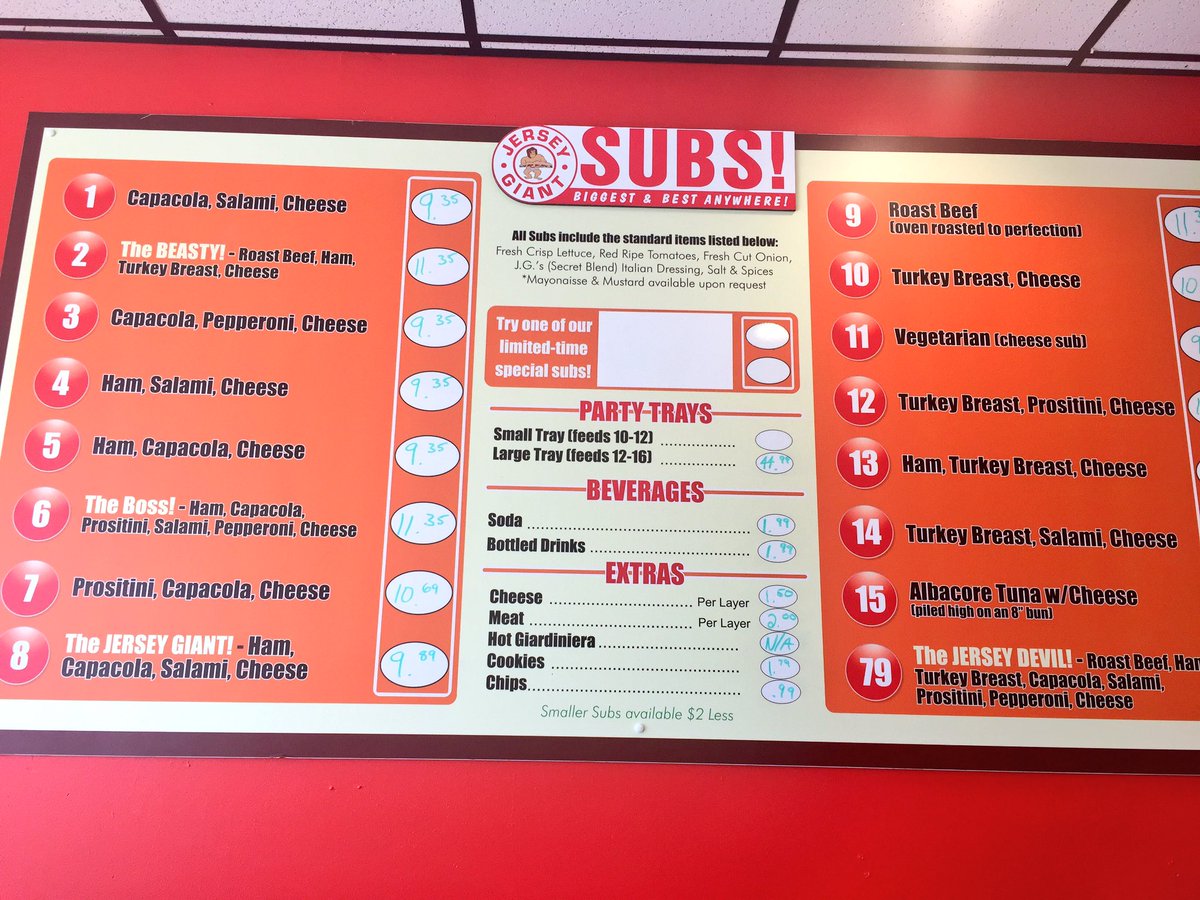 JERSEY GIANT
SUBS!
BIGGEST & BEST ANYWHERE!
1 Capacola, Salami, Cheese 9.35
2 The BEASTY! - Roast Beef, Ham,
Turkey Breast, Cheese 11.35
3 Capacola, Pepperoni, Cheese 9.35
4 Ham, Salami, Cheese 9.35
5 Ham, Capacola, Cheese 9.35
6 The Boss! - Ham, Capacola,
Prositini, Salami, Pepperoni, Cheese 11.35
7 Prositini, Capacola, Cheese 10.69
8 The JERSEY GIANT! - Ham,
Capacola, Salami, Cheese 9.89
All Subs include the standard items listed below:
Fresh Crisp Lettuce, Red Ripe Tomatoes, Fresh Cut Onion,
J.G.'s (Secret Blend) Italian Dressing, Salt & Spices
*Mayonaisse & Mustard available upon request
Try one of our
limited-time
special subs!
PARTY TRAYS
Small Tray (feeds 10-12)
Large Tray (feeds 12-16) 44.99
BEVERAGES
Soda 1.99
Bottled Drinks 1.99
EXTRAS
Cheese Per Layer 1.50
Meat Per Layer 2.00
Hot Giardiniera N/A
Cookies 1.79
Chips .99
Smaller Subs available $2 Less
9 Roast Beef
(oven roasted to perfection)
10 Turkey Breast, Cheese
11 Vegetarian (cheese sub)
12 Turkey Breast, Prositini, Cheese
13 Ham, Turkey Breast, Cheese
14 Turkey Breast, Salami, Cheese
15 Albacore Tuna w/Cheese
(piled high on an 8" bun)
79 The JERSEY DEVIL! - Roast Beef, Ham
Turkey Breast, Capacola, Salami,
Prositini, Pepperoni, Cheese